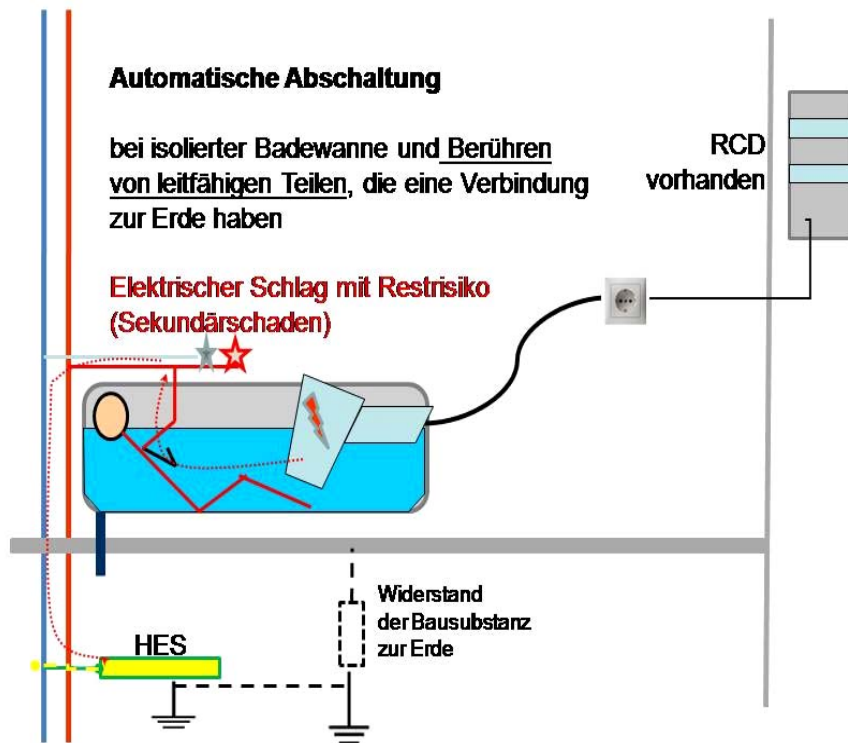 Automatische Abschaltung
bei isolierter Badewanne und Berühren
von leitfähigen Teilen, die eine Verbindung
zur Erde haben
RCD
vorhanden
Elektrischer Schlag mit Restrisiko
(Sekundärschaden)
Widerstand
der Bausubstanz
zur Erde
HES